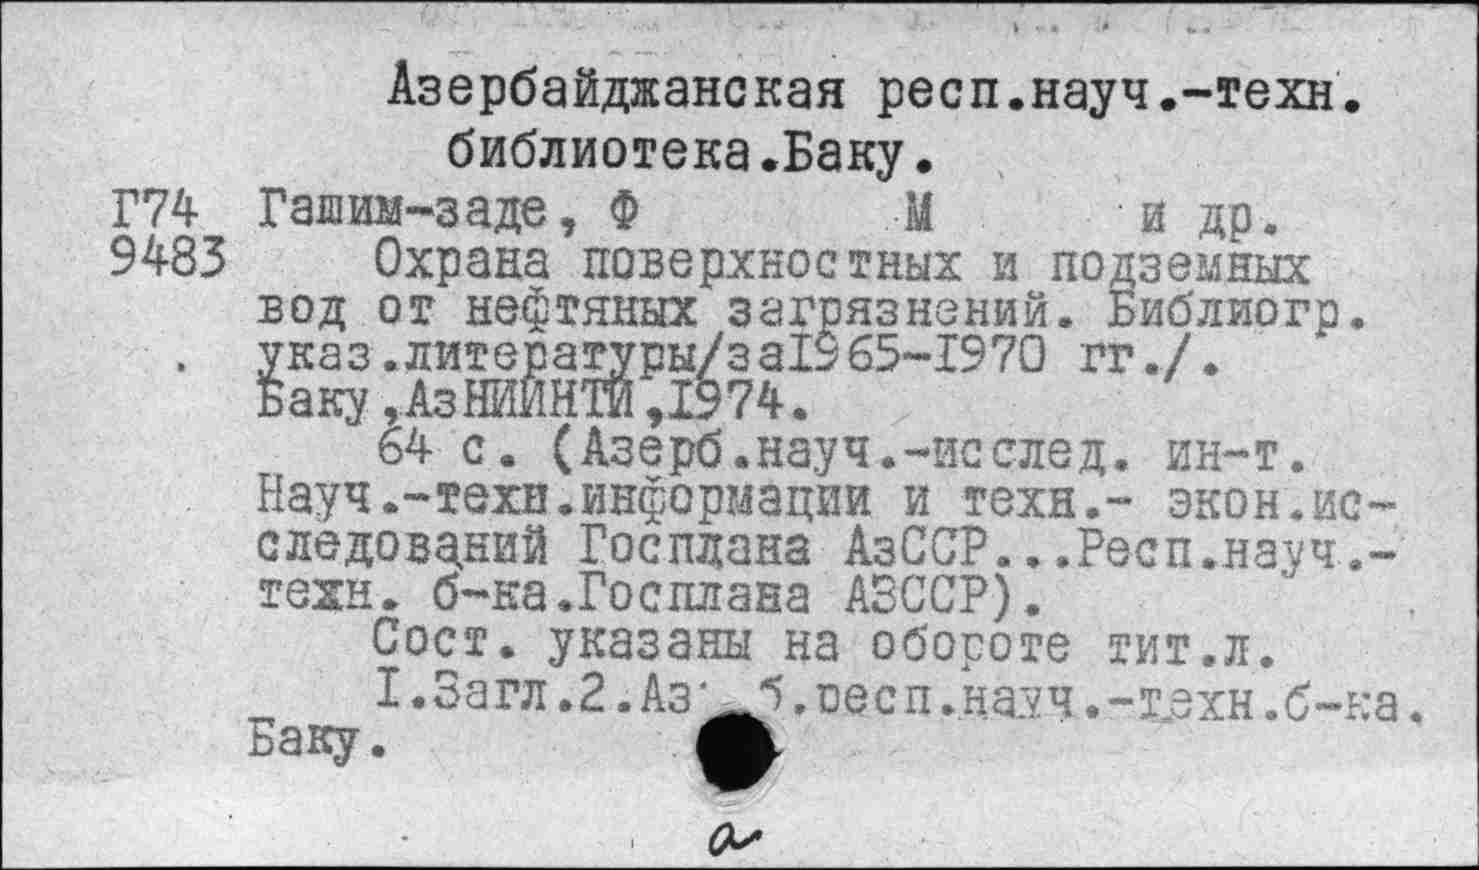 Азербайджанская респ.науч.-техн.
библиотека.Баку.
Г74 Гашим-заде, Ф М и др.
9483 Охрана поверхностных и подземных
вод от нефтяных загрязнений. Библиогр.
указ.литературы/за1965-1970 гг./.
Баку,АзНИИНТИ,1974.
64 с. (Азерб.науч.-исслед. ин-т.
Науч.-техн.информации и техн.- экон.ис-
следований Госплана АзССР...Респ.науч.-
техн. б-ка.Госплана АЗССР).
Сост. указаны на обороте тит.л.
I.Загл.2. респ.науч.-техн.б-ка.
Баку.